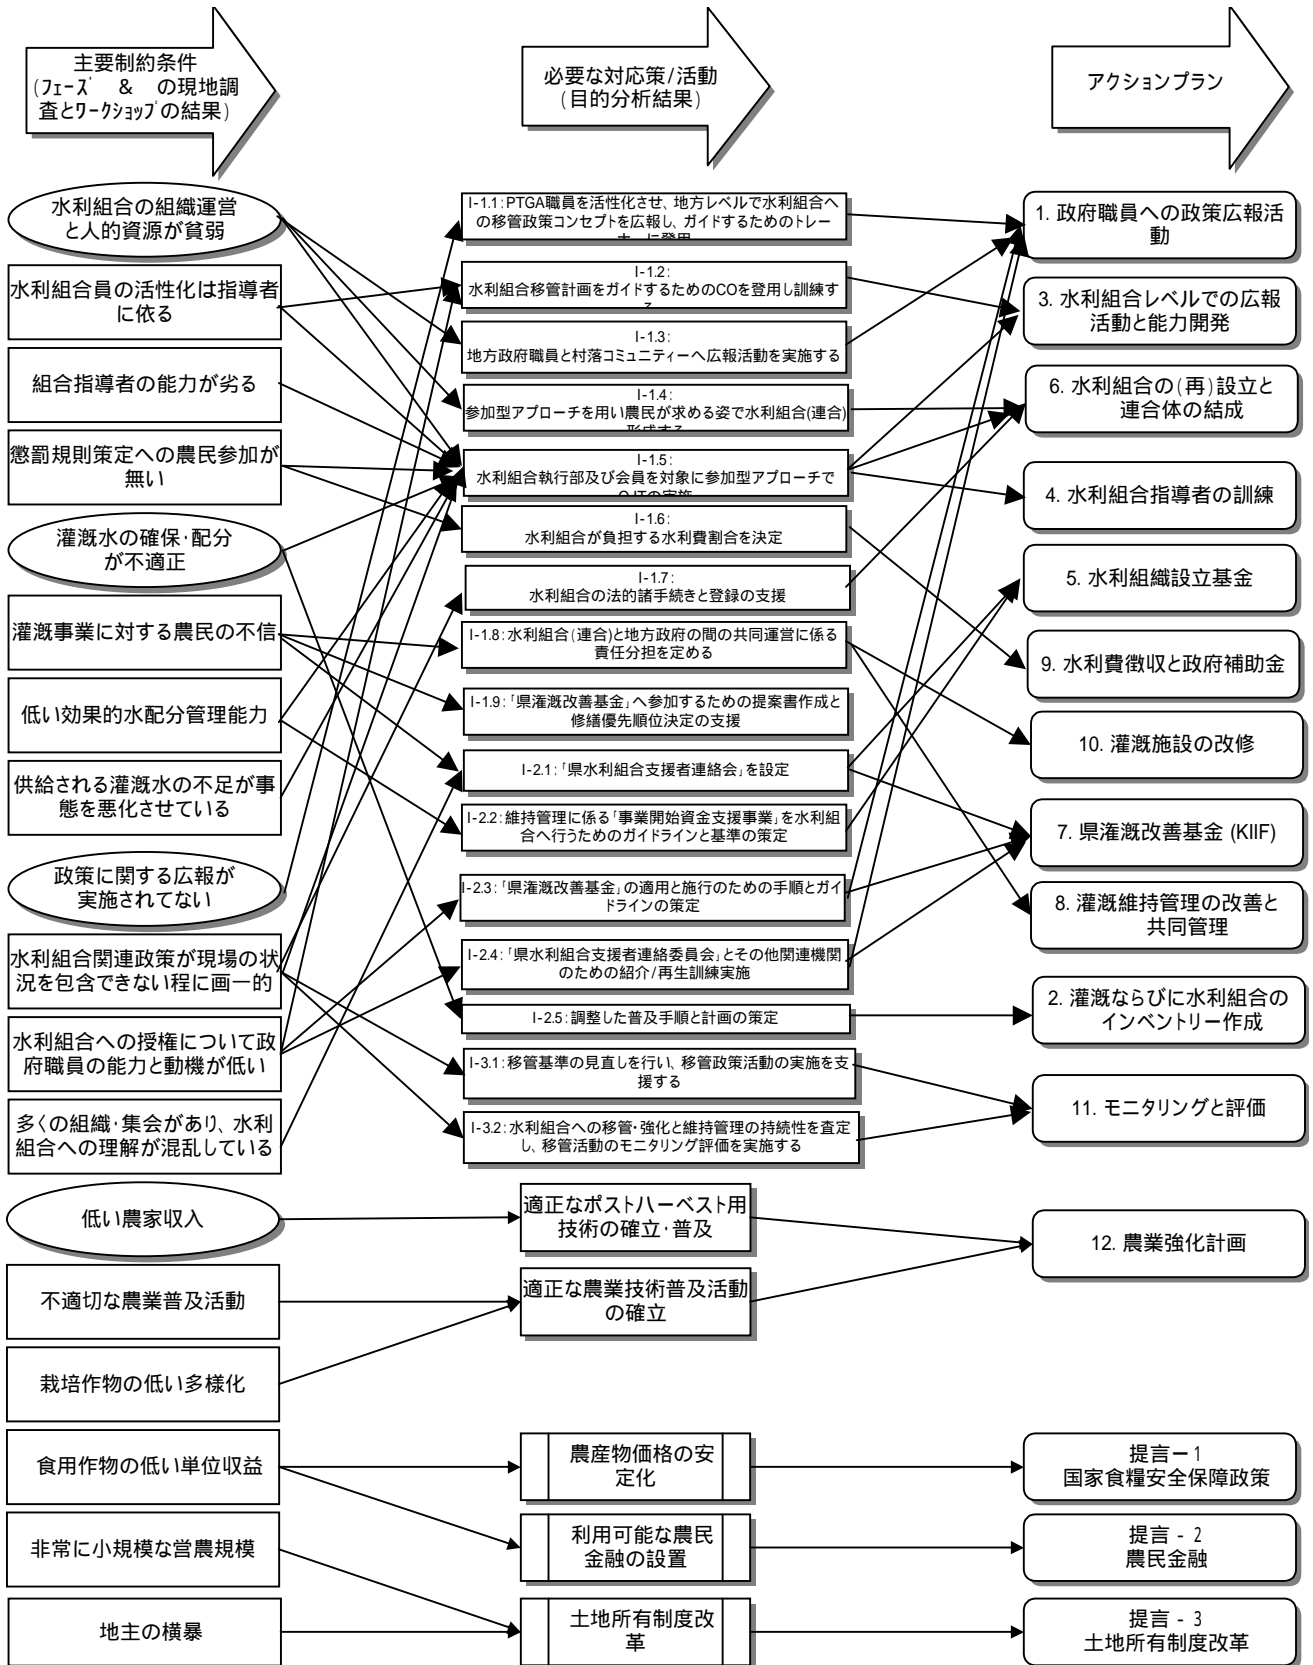 主要制約条件
(フェーズ & の現地調
査とワークショップの結果)
必要な対応策/活動
(目的分析結果)
アクションプラン
水利組合の組織運営
と人的資源が貧弱
水利組合員の活性化は指導者
に依る
組合指導者の能力が劣る
懲罰規則策定への農民参加が
無い
灌漑水の確保･配分
が不適正
灌漑事業に対する農民の不信
低い効果的水配分管理能力
供給される灌漑水の不足が事
態を悪化させている
政策に関する広報が
実施されてない
水利組合関連政策が現場の状
況を包含できない程に画一的
水利組合への授権について政
府職員の能力と動機が低い
多くの組織･集会があり、水利
組合への理解が混乱している
低い農家収入
不適切な農業普及活動
栽培作物の低い多様化
食用作物の低い単位収益
非常に小規模な営農規模
地主の横暴
I-1.1:PTGA職員を活性化させ、地方レベルで水利組合へ
の移管政策コンセプトを広報し、ガイドするためのトレー
ナーに登用
I-1.2:
水利組合移管計画をガイドするためのCOを登用し訓練す
る
I-1.3:
地方政府職員と村落コミュニティーへ広報活動を実施する
I-1.4:
参加型アプローチを用い農民が求める姿で水利組合(連合)
形成する
I-1.5:
水利組合執行部及び会員を対象に参加型アプローチで
OJTの実施
I-1.6:
水利組合が負担する水利費割合を決定
I-1.7:
水利組合の法的諸手続きと登録の支援
I-1.8:水利組合(連合)と地方政府の間の共同運営に係る
責任分担を定める
I-1.9:｢県潅漑改善基金｣へ参加するための提案書作成と
修繕優先順位決定の支援
I-2.1:｢県水利組合支援者連絡会｣を設定
I-2.2:維持管理に係る｢事業開始資金支援事業｣を水利組
合へ行うためのガイドラインと基準の策定
I-2.3:｢県潅漑改善基金｣の適用と施行のための手順とガイ
ドラインの策定
I-2.4:｢県水利組合支援者連絡委員会｣とその他関連機関
のための紹介/再生訓練実施
I-2.5:調整した普及手順と計画の策定
I-3.1:移管基準の見直しを行い、移管政策活動の実施を支
援する
I-3.2:水利組合への移管･強化と維持管理の持続性を査定
し、移管活動のモニタリング評価を実施する
適正なポストハーベスト用
技術の確立･普及
適正な農業技術普及活動
の確立
農産物価格の安
定化
利用可能な農民
金融の設置
土地所有制度改
革
1. 政府職員への政策広報活
動
3. 水利組合レベルでの広報
活動と能力開発
6. 水利組合の(再)設立と
連合体の結成
4. 水利組合指導者の訓練
5. 水利組織設立基金
9. 水利費徴収と政府補助金
10. 灌漑施設の改修
7. 県潅漑改善基金 (KIIF)
8. 灌漑維持管理の改善と
共同管理
2. 灌漑ならびに水利組合の
インベントリー作成
11. モニタリングと評価
12. 農業強化計画
提言ー1
国家食糧安全保障政策
提言 - 2
農民金融
提言 - 3
土地所有制度改革